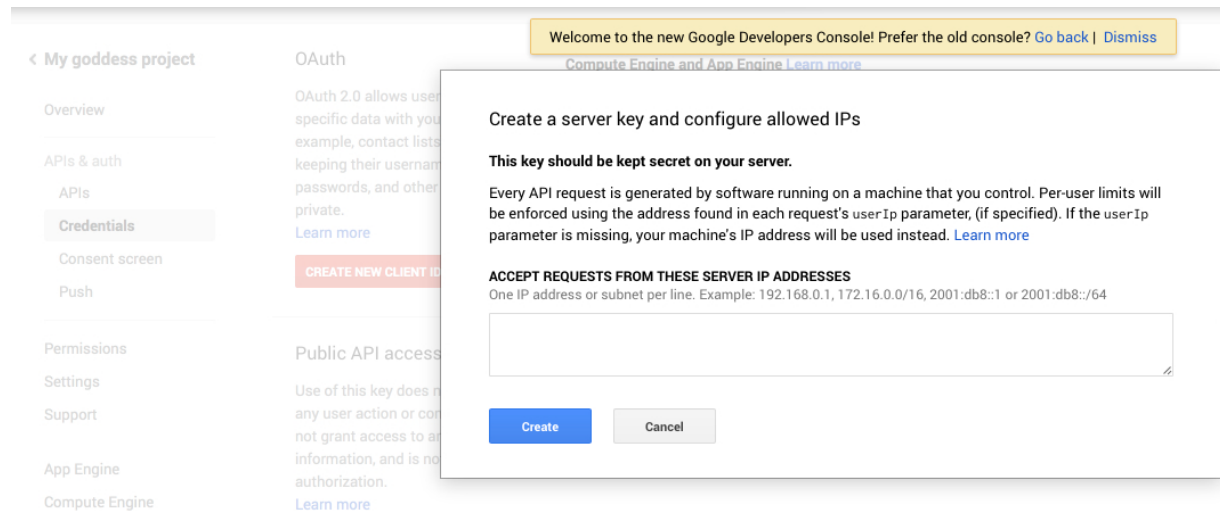 Welcome to the new Google Developers Console! Prefer the old console? Go back | Dismiss
< My goddess project
Overview
APIs & auth
APIs
Credentials
Consent screen
Push
Permissions
Settings
Support
App Engine
Compute Engine
OAuth
OAuth 2.0 allows user
specific data with you
example, contact lists
keeping their usernam
passwords, and other
private.
Learn more
CREATE NEW CLIENT ID
Public API access
Use of this key does n
any user action or con
not grant access to a
information, and is no
authorization.
Learn more
Compute Engine and App Engine Learn more
Create a server key and configure allowed IPs
This key should be kept secret on your server.
Every API request is generated by software running on a machine that you control. Per-user limits will
be enforced using the address found in each request's userIp parameter, (if specified). If the userIp
parameter is missing, your machine's IP address will be used instead. Learn more
ACCEPT REQUESTS FROM THESE SERVER IP ADDRESSES
One IP address or subnet per line. Example: 192.168.0.1, 172.16.0.0/16, 2001:db8::1 or 2001:db8::/64
Create
Cancel